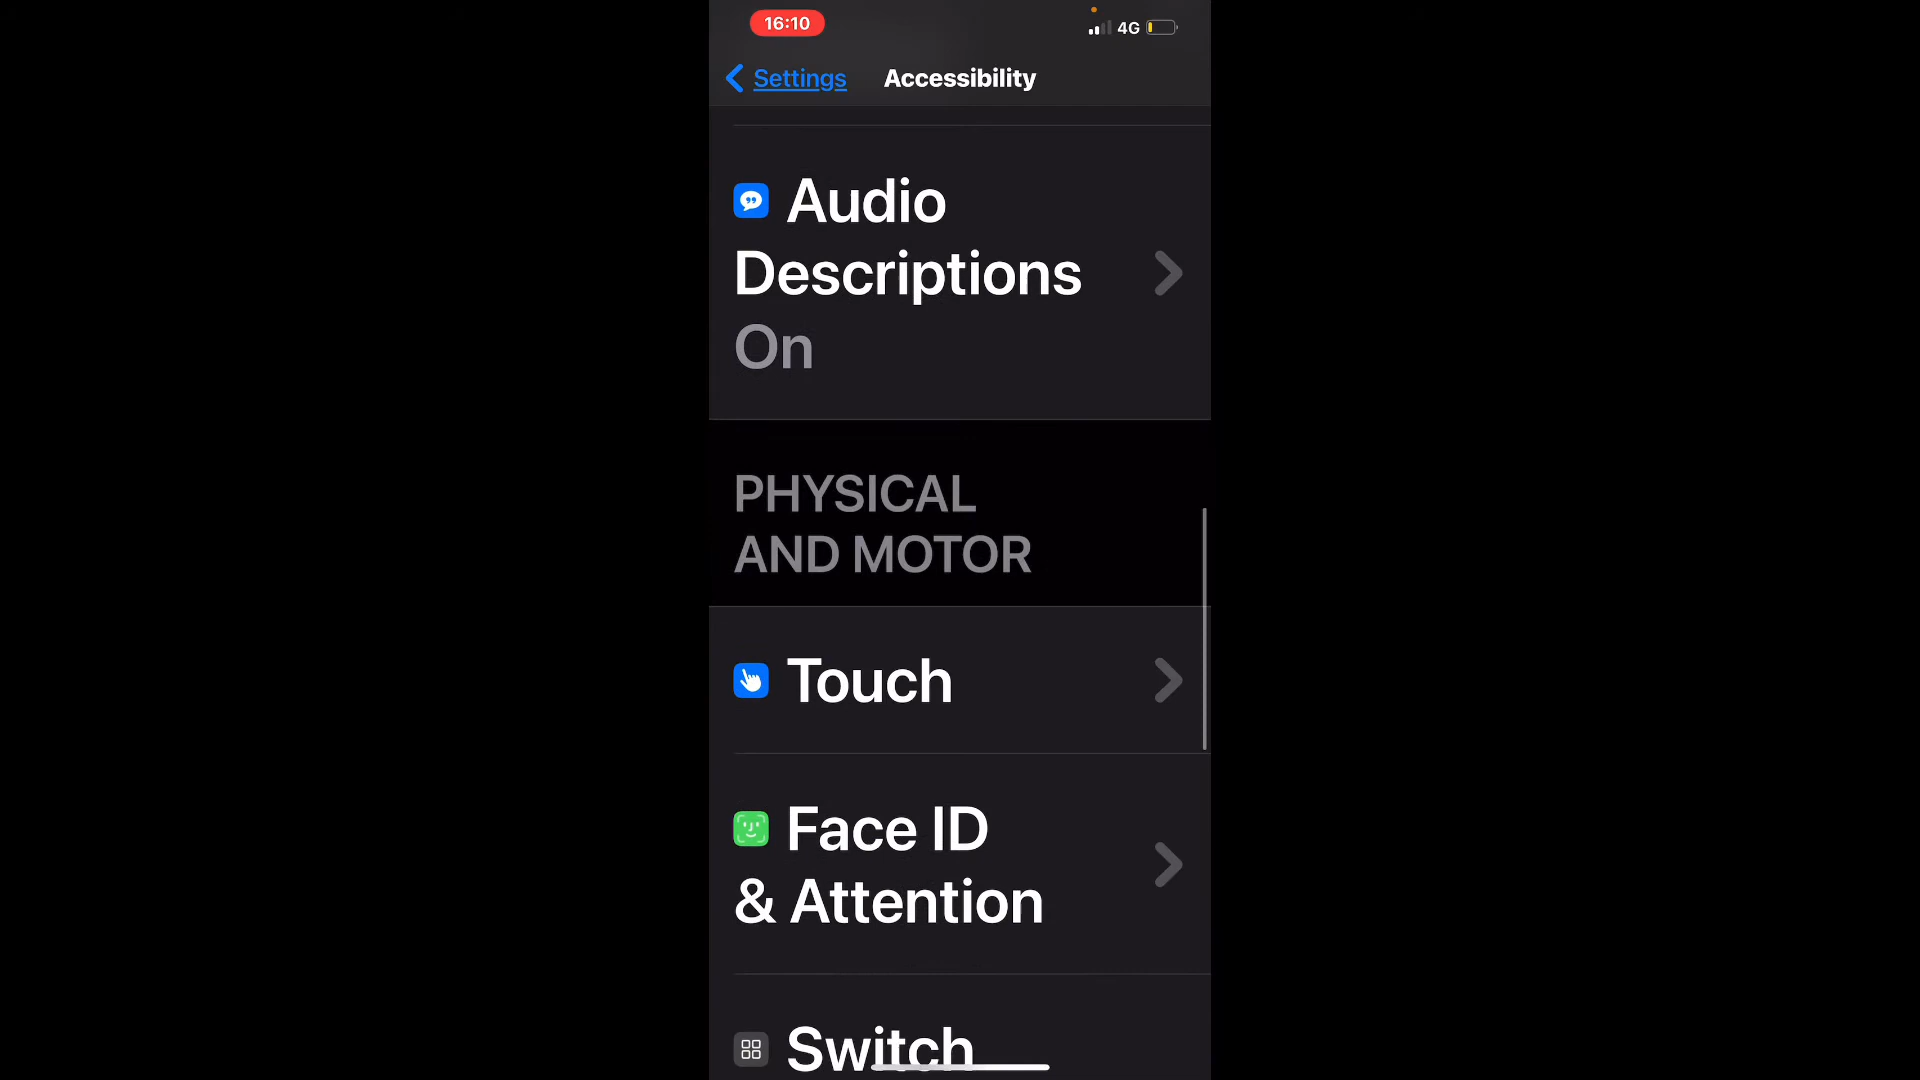 16:10
4G
Settings
Accessibility
Audio
Descriptions
On
PHYSICAL
AND MOTOR
Touch
Face ID
& Attention
Switch